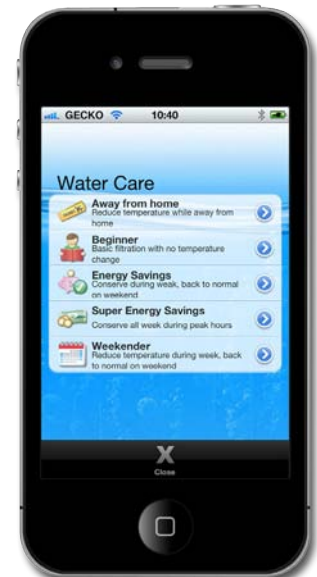 GECKO 10:40
Water Care
Away from home
Reduce temperature while away from
home
Beginner
Basic filtration with no temperature
change
Energy Savings
Conserve during weak, back to normal
on weekend
Super Energy Savings
Conserve all week during peak hours
Weekender
Reduce temperature during week, back
to normal on weekend
X
Close